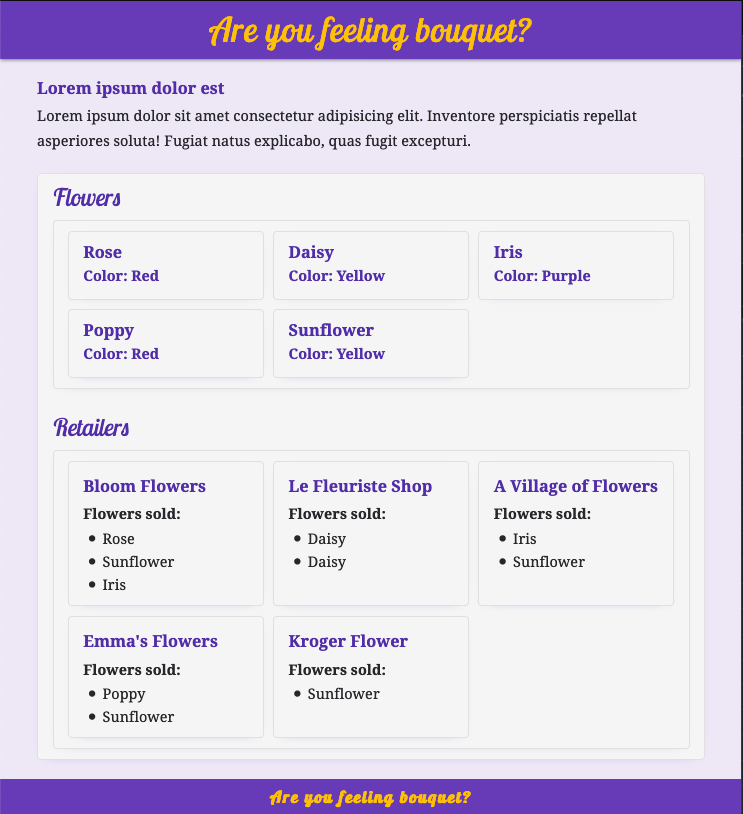 Are you feeling bouquet?
Lorem ipsum dolor est
Lorem ipsum dolor sit amet consectetur adipisicing elit. Inventore perspiciatis repellat
asperiores soluta! Fugiat natus explicabo, quas fugit excepturi.
Flowers
Rose
Color: Red
Daisy
Color: Yellow
Iris
Color: Purple
Poppy
Color: Red
Sunflower
Color: Yellow
Retailers
Bloom Flowers
Flowers sold:
Rose
Sunflower
Iris
Le Fleuriste Shop
Flowers sold:
Daisy
Daisy
A Village of Flowers
Flowers sold:
Iris
Sunflower
Emma's Flowers
Flowers sold:
Poppy
Sunflower
Kroger Flower
Flowers sold:
Sunflower
Are you feeling bouquet?